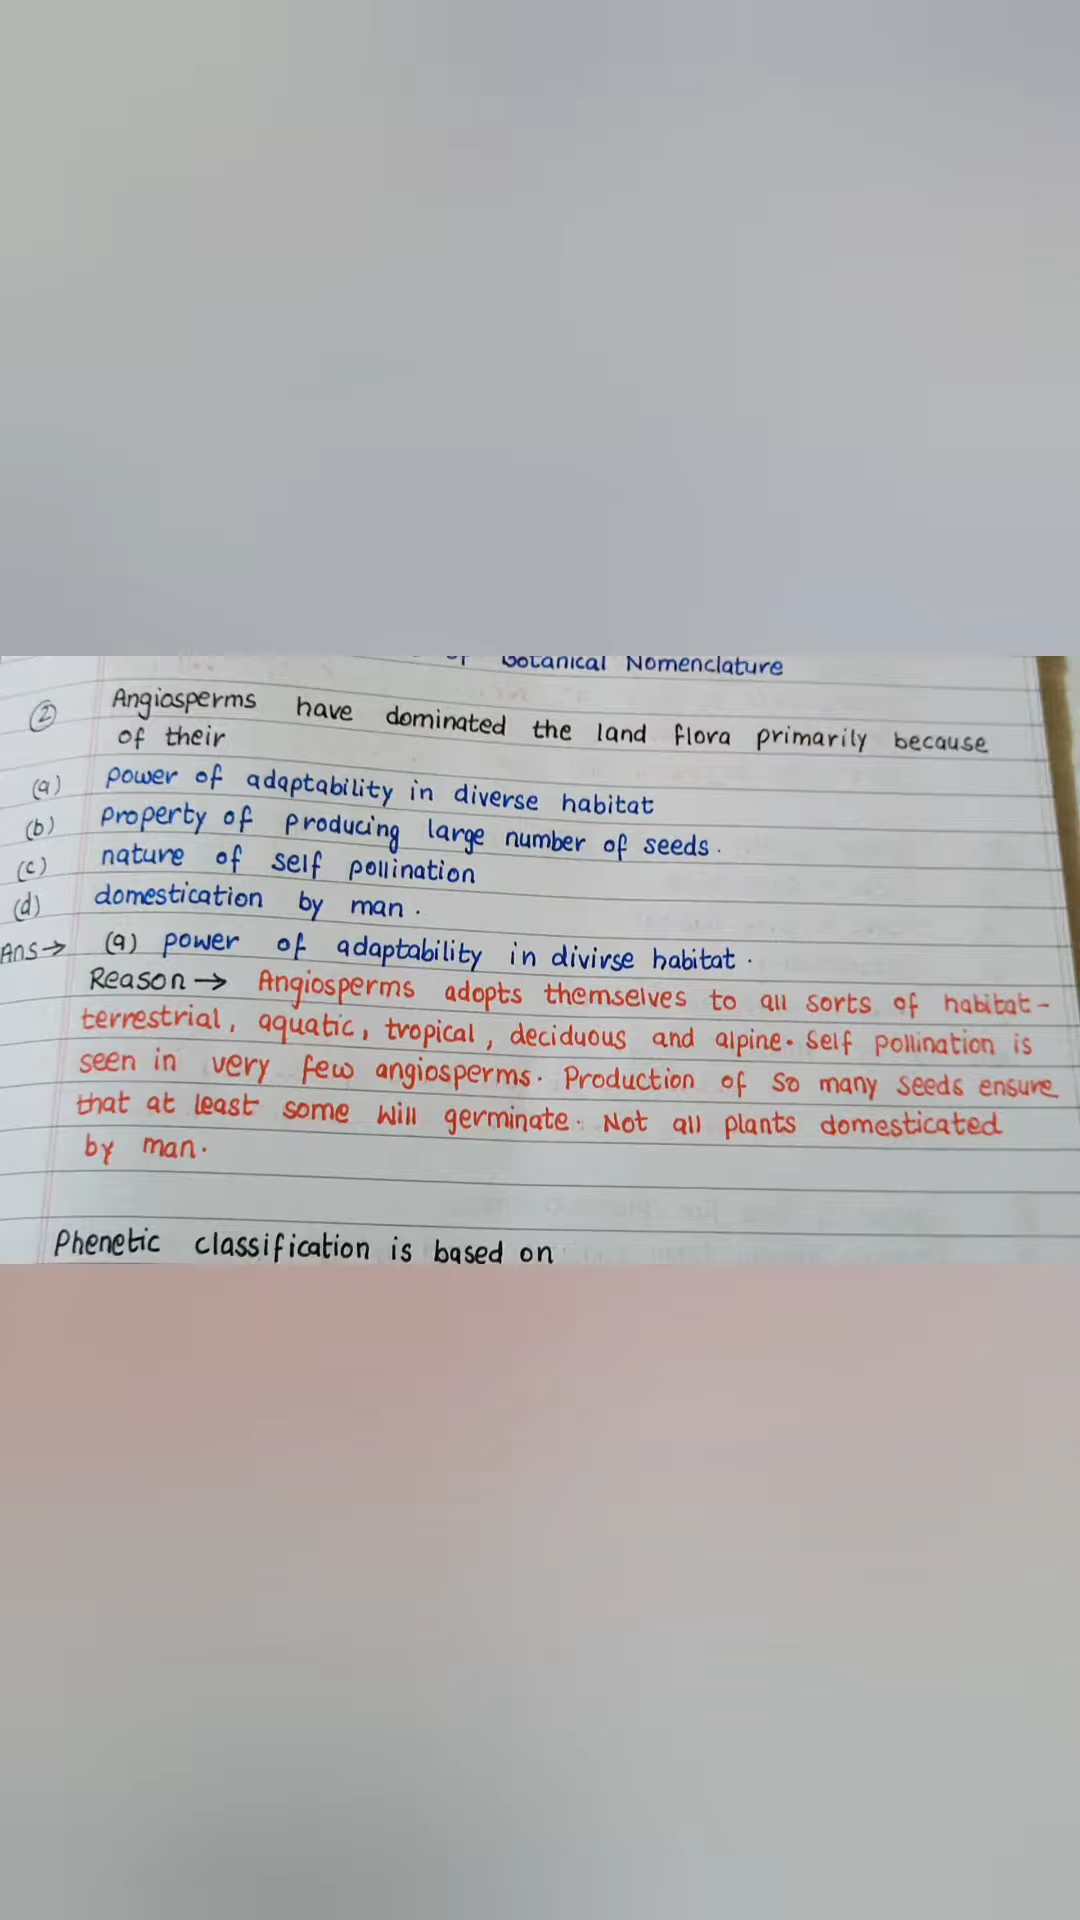 Botanical Nomenclature
② Angiosperms have dominated the land flora primarily because
of their
(a) power of adaptability in diverse habitat
(b) property of producing large number of seeds.
(c) nature of self pollination
(d) domestication by man.
Ans → (a) power of adaptability in divirse habitat.
Reason → Angiosperms adopts themselves to all sorts of habitat-
terrestrial, aquatic, tropical, deciduous and alpine. Self pollination is
seen in very few angiosperms. Production of so many seeds ensure
that at least some will germinate. Not all plants domesticated
by man.
Phenetic classification is based on